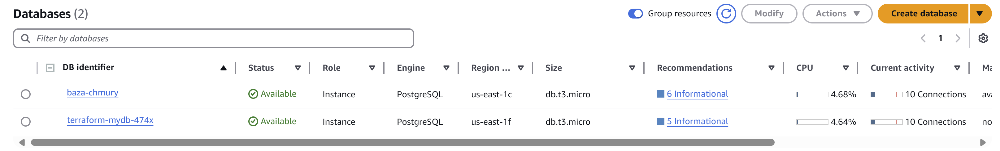 Databases (2)
Group resources
Modify
Actions
Create database
Filter by databases
1
DB identifier Status Role Engine Region ... Size Recommendations CPU Current activity
baza-chmury Available Instance PostgreSQL us-east-1c db.t3.micro 6 Informational 4.68% 10 Connections
terraform-mydb-474x Available Instance PostgreSQL us-east-1f db.t3.micro 5 Informational 4.64% 10 Connections